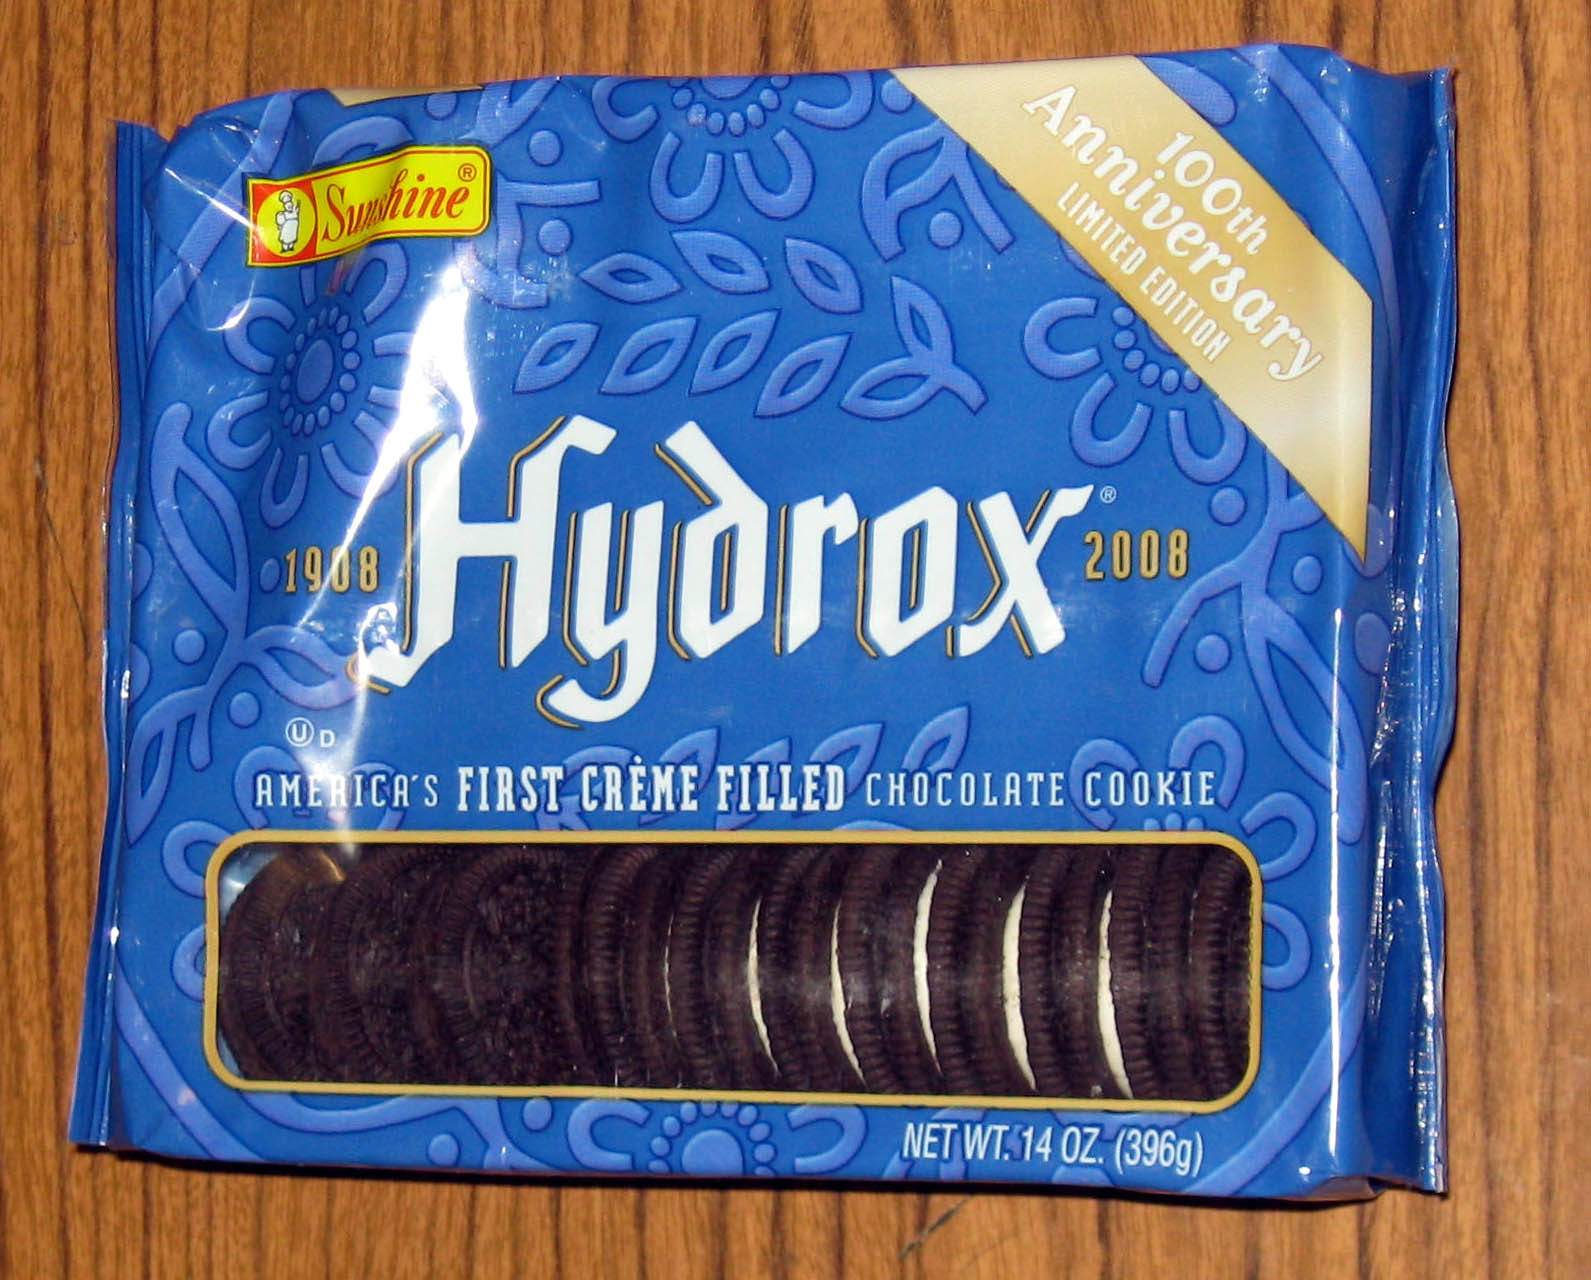 Sunshine®
100th
Anniversary
LIMITED EDITION
1908 Hydrox® 2008
Ⓤ D
AMERICA'S FIRST CRÈME FILLED CHOCOLATE COOKIE
NET WT. 14 OZ. (396g)